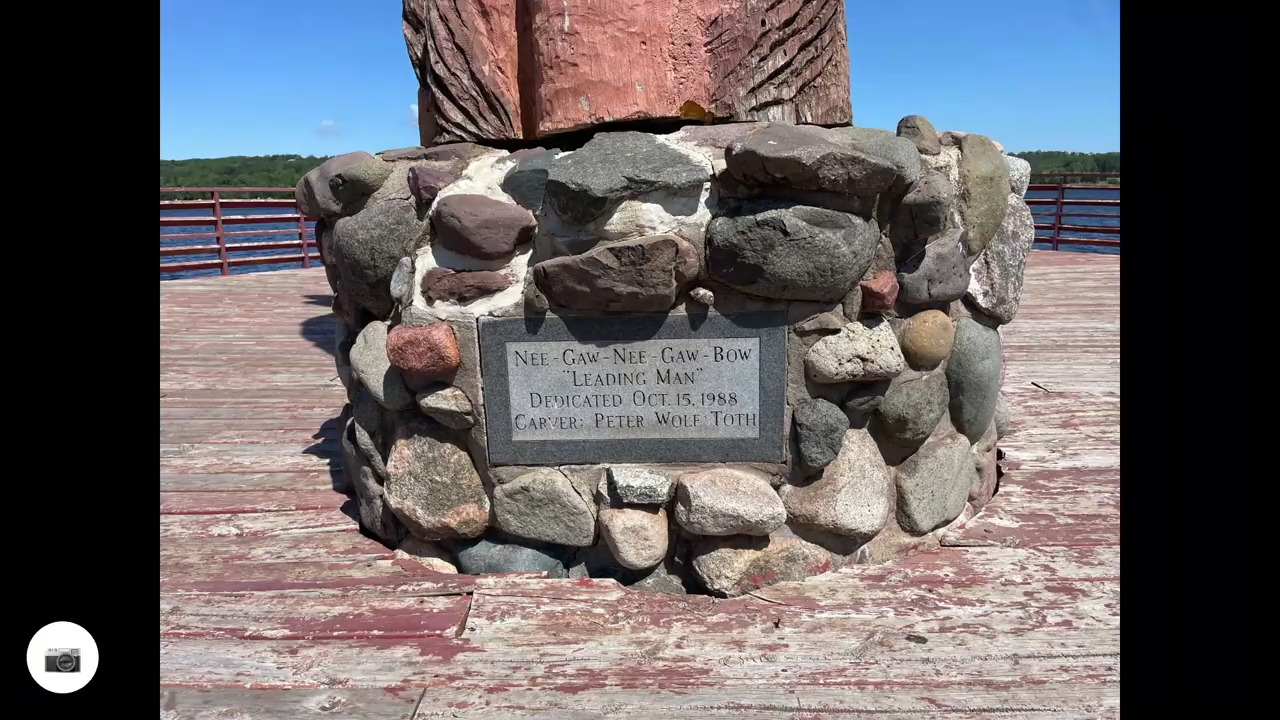 Nee-Gaw-Nee-Gaw-Bow
"Leading Man"
Dedicated Oct. 15, 1988
Carver: Peter Wolf Toth